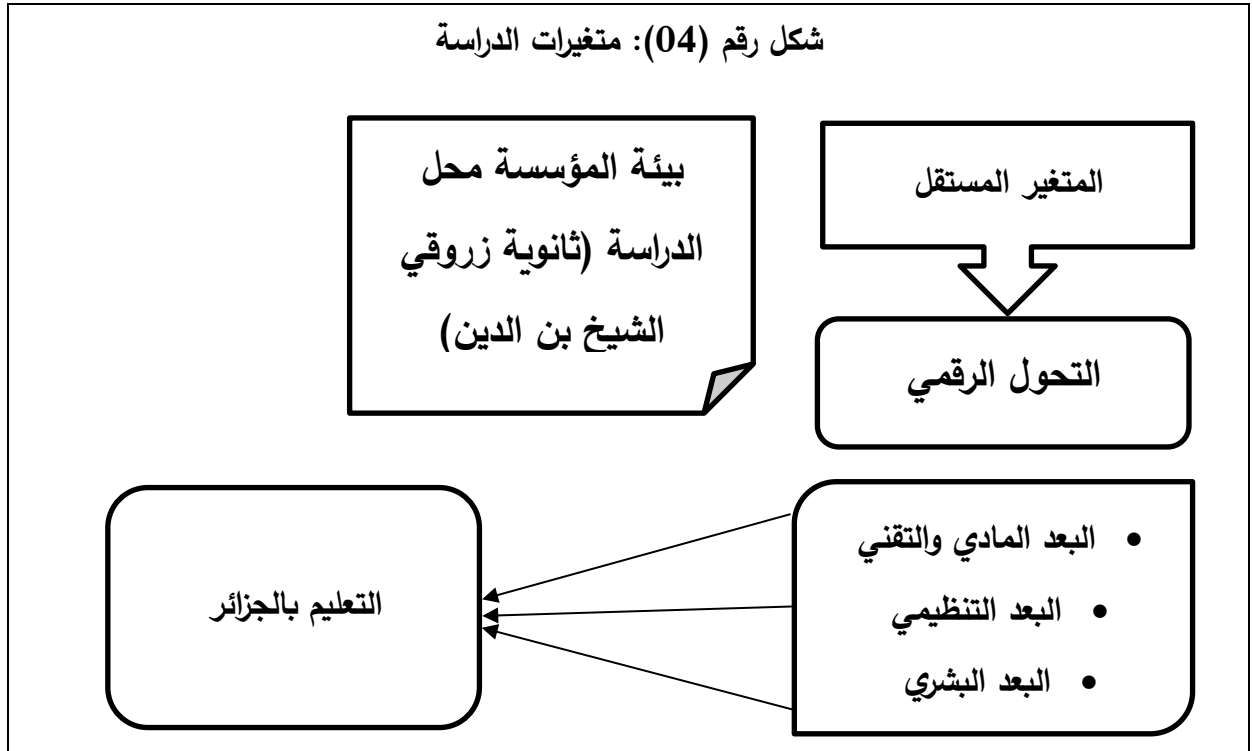 شكل رقم (04): متغيرات الدراسة
المتغير المستقل
بيئة المؤسسة محل
الدراسة (ثانوية زروقي
الشيخ بن الدين)
التحول الرقمي
• البعد المادي والتقني
• البعد التنظيمي
• البعد البشري
التعليم بالجزائر